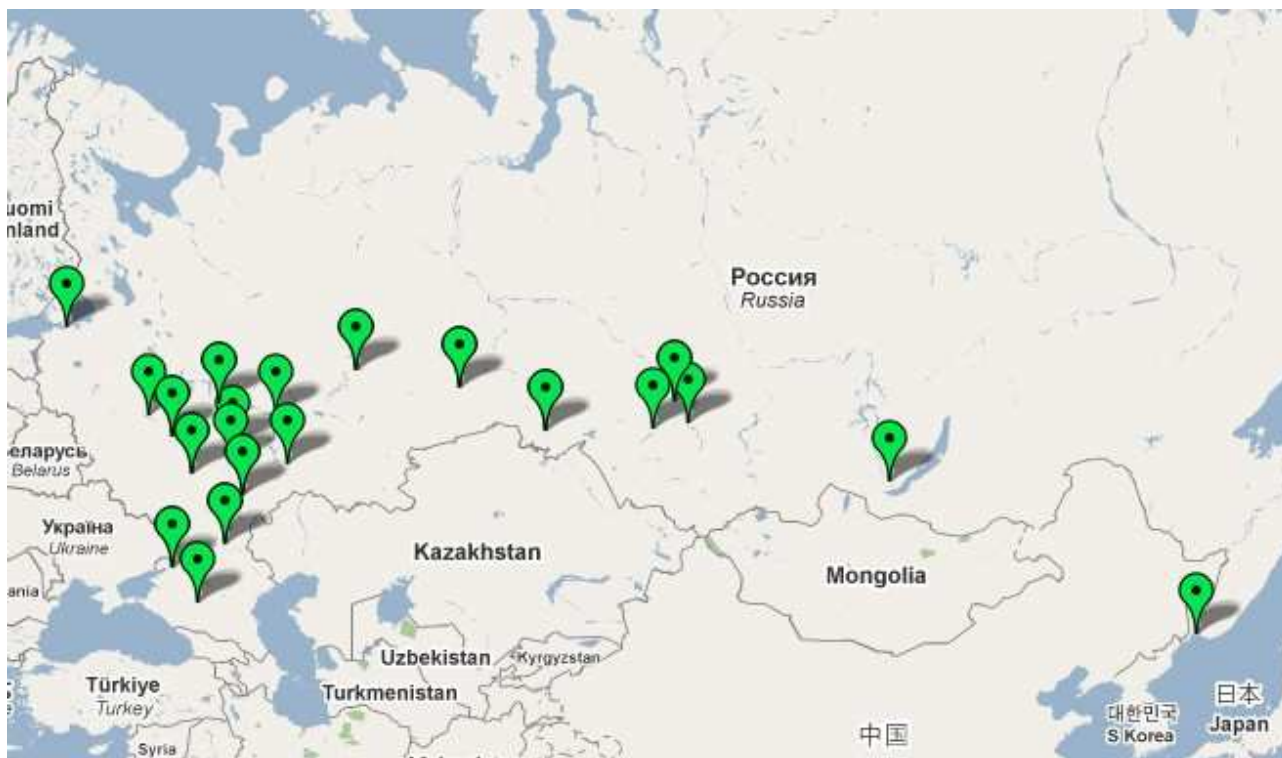 uomi
nland
Россия
Russia
еларусь
Belarus
Україна
Ukraine
Kazakhstan
Mongolia
ania
Uzbekistan
Kyrgyzstan
Türkiye
Turkey
Turkmenistan
Syria
中国
대한민국
S Korea
日本
Japan